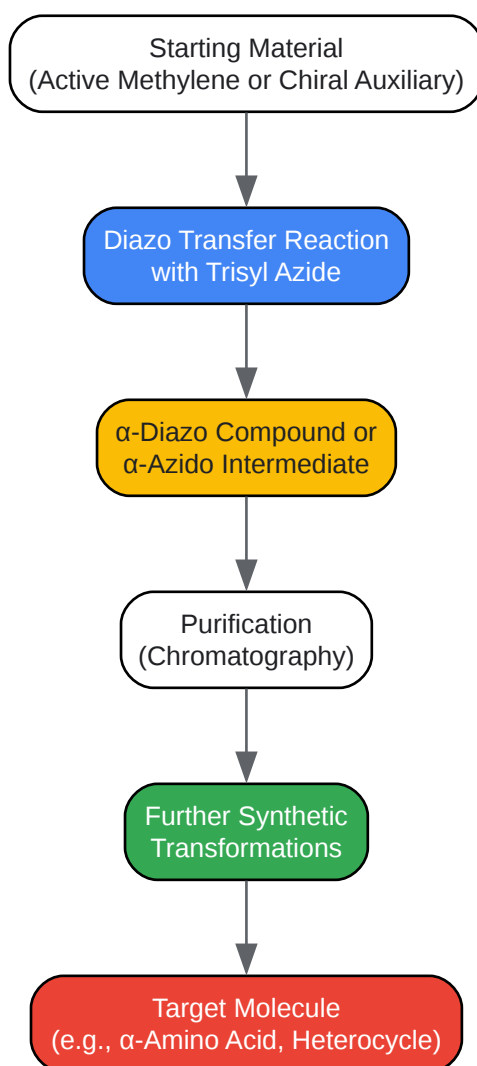 Starting Material
(Active Methylene or Chiral Auxiliary)
Diazo Transfer Reaction
with Trisyl Azide
α-Diazo Compound or
α-Azido Intermediate
Purification
(Chromatography)
Further Synthetic
Transformations
Target Molecule
(e.g., α-Amino Acid, Heterocycle)